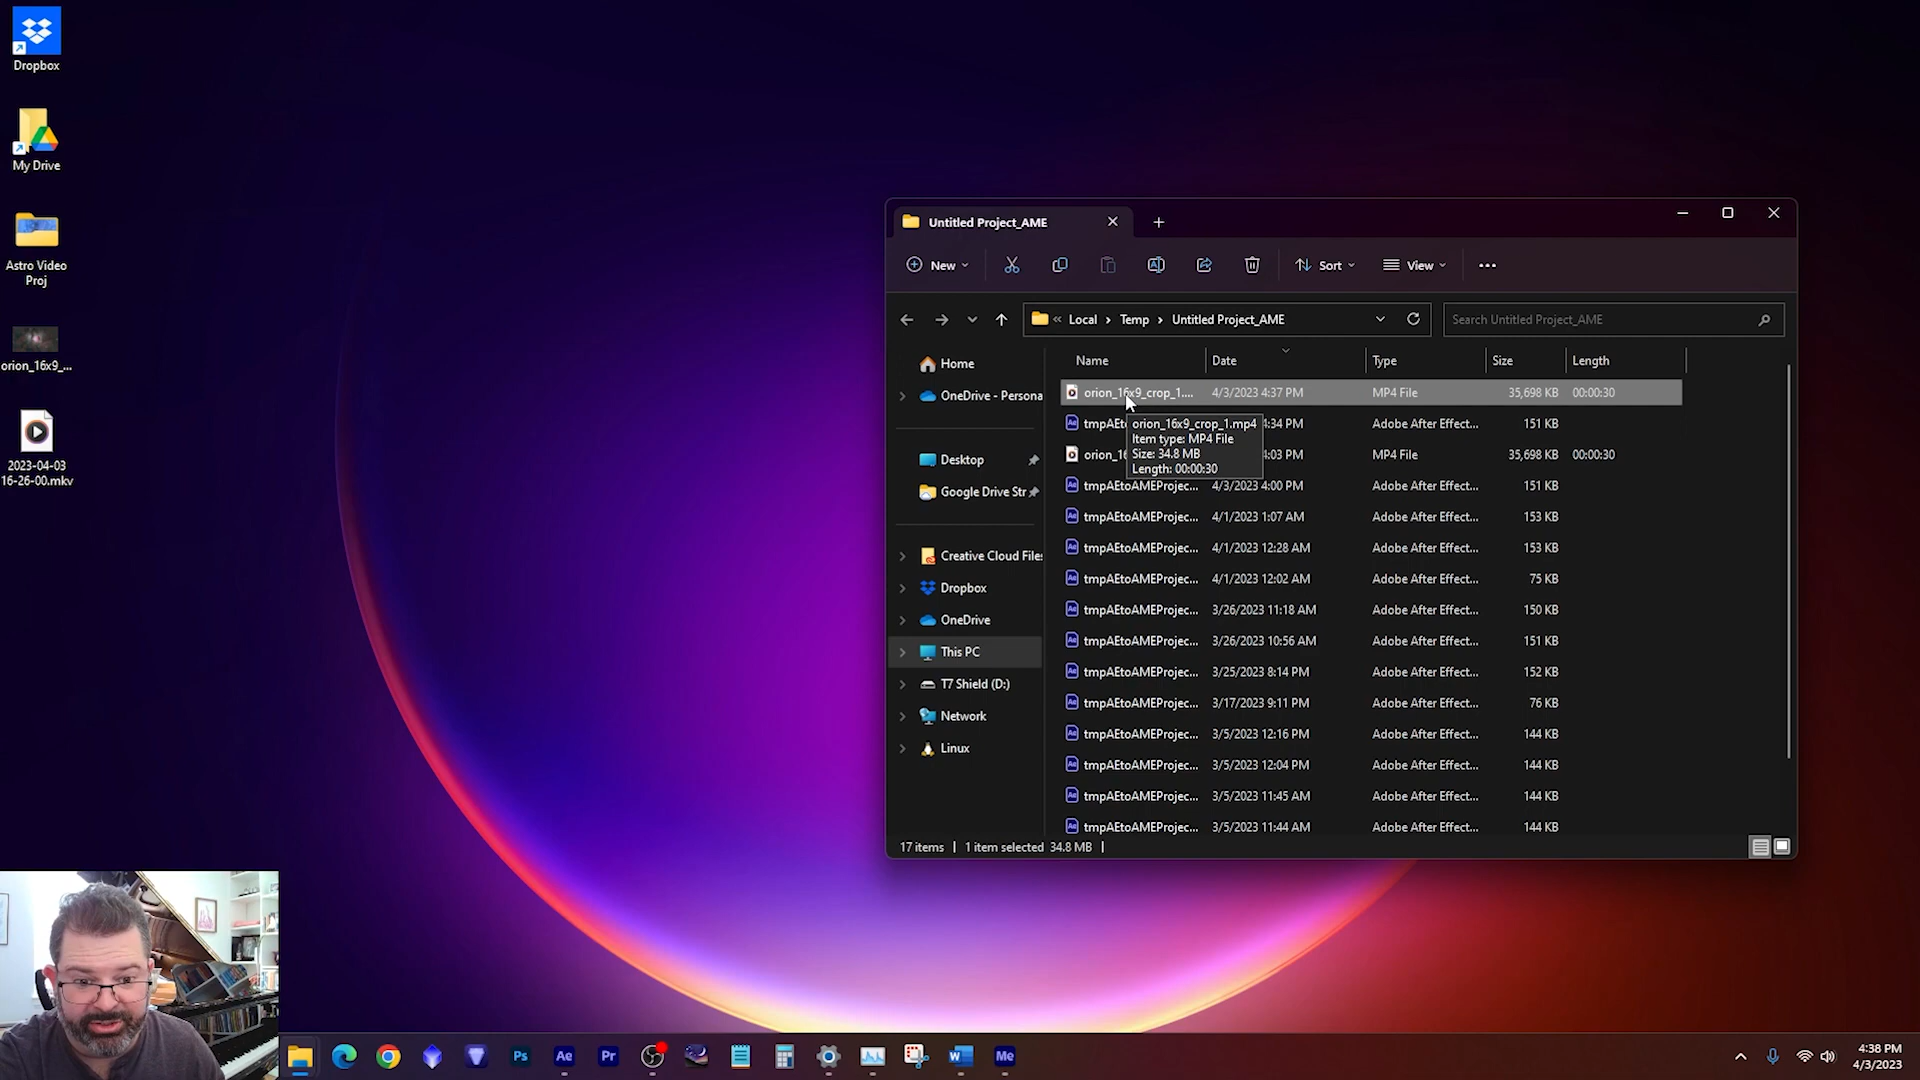 Dropbox
My Drive
Astro Video
Proj
orion_16x9_...
2023-04-03
16-26-00.mkv
Untitled Project_AME
New
Sort
View
« Local › Temp › Untitled Project_AME
Search Untitled Project_AME
Home
OneDrive - Persona
Desktop
Google Drive Str
Creative Cloud Files
Dropbox
OneDrive
This PC
T7 Shield (D:)
Network
Linux
Name Date Type Size Length
orion_16x9_crop_1.... 4/3/2023 4:37 PM MP4 File 35,698 KB 00:00:30
tmpAEt 4:34 PM Adobe After Effect... 151 KB
orion_16 4:03 PM MP4 File 35,698 KB 00:00:30
tmpAEtoAMEProjec... 4/3/2023 4:00 PM Adobe After Effect... 151 KB
tmpAEtoAMEProjec... 4/1/2023 1:07 AM Adobe After Effect... 153 KB
tmpAEtoAMEProjec... 4/1/2023 12:28 AM Adobe After Effect... 153 KB
tmpAEtoAMEProjec... 4/1/2023 12:02 AM Adobe After Effect... 75 KB
tmpAEtoAMEProjec... 3/26/2023 11:18 AM Adobe After Effect... 150 KB
tmpAEtoAMEProjec... 3/26/2023 10:56 AM Adobe After Effect... 151 KB
tmpAEtoAMEProjec... 3/25/2023 8:14 PM Adobe After Effect... 152 KB
tmpAEtoAMEProjec... 3/17/2023 9:11 PM Adobe After Effect... 76 KB
tmpAEtoAMEProjec... 3/5/2023 12:16 PM Adobe After Effect... 144 KB
tmpAEtoAMEProjec... 3/5/2023 12:04 PM Adobe After Effect... 144 KB
tmpAEtoAMEProjec... 3/5/2023 11:45 AM Adobe After Effect... 144 KB
tmpAEtoAMEProjec... 3/5/2023 11:44 AM Adobe After Effect... 144 KB
orion_16x9_crop_1.mp4
Item type: MP4 File
Size: 34.8 MB
Length: 00:00:30
17 items | 1 item selected 34.8 MB |
Ps
Ae
Pr
W
Me
4:38 PM
4/3/2023